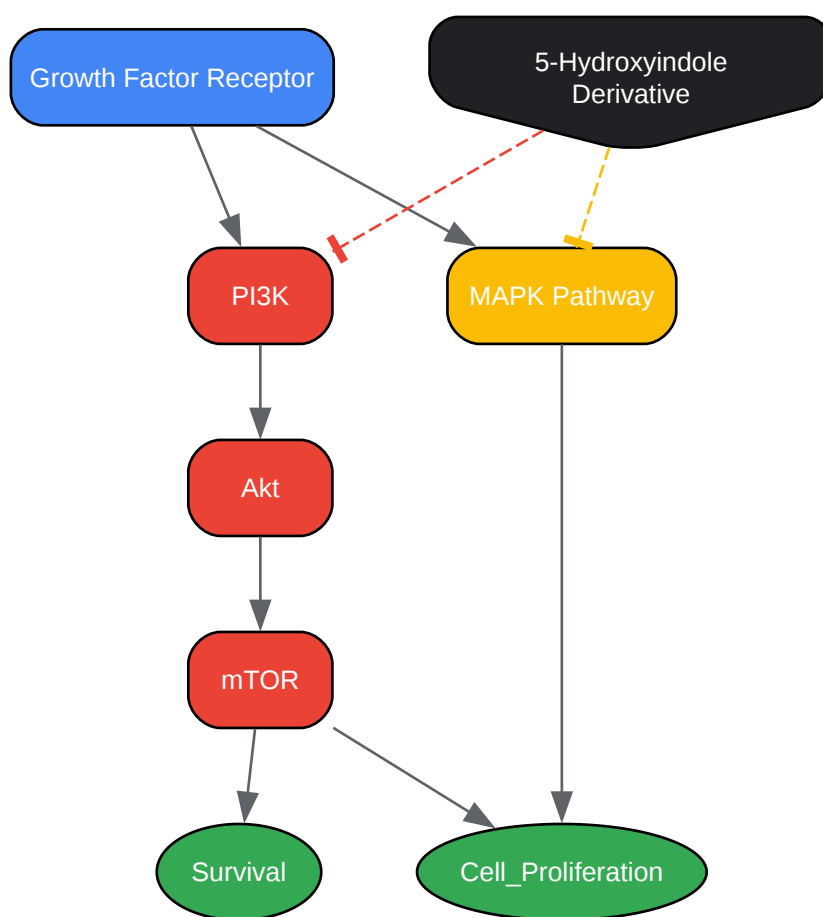 Growth Factor Receptor
5-Hydroxyindole
Derivative
PI3K
MAPK Pathway
Akt
mTOR
Survival
Cell_Proliferation